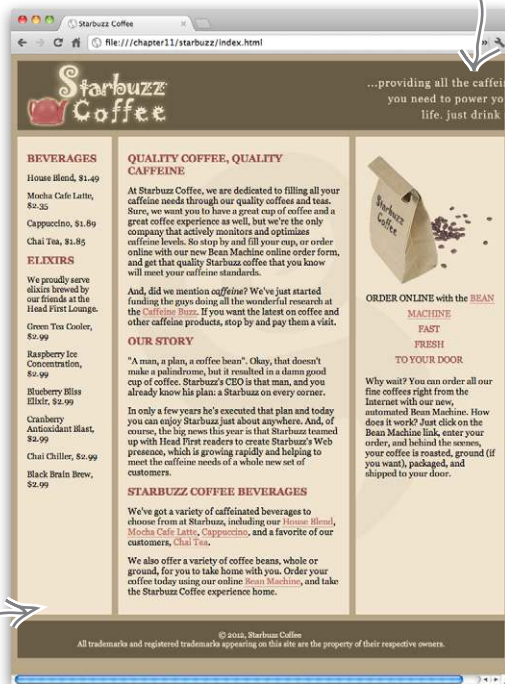 Starbuzz Coffee
file:///chapter11/starbuzz/index.html
Starbuzz
Coffee
...providing all the caffei
you need to power yo
life. just drink
BEVERAGES
House Blend, $1.49
Mocha Cafe Latte,
$2.35
Cappuccino, $1.89
Chai Tea, $1.85
ELIXIRS
We proudly serve
elixirs brewed by
our friends at the
Head First Lounge.
Green Tea Cooler,
$2.99
Raspberry Ice
Concentration,
$2.99
Blueberry Bliss
Elixir, $2.99
Cranberry
Antioxidant Blast,
$2.99
Chai Chiller, $2.99
Black Brain Brew,
$2.99
QUALITY COFFEE, QUALITY
CAFFEINE
At Starbuzz Coffee, we are dedicated to filling all your
caffeine needs through our quality coffees and teas.
Sure, we want you to have a great cup of coffee and a
great coffee experience as well, but we're the only
company that actively monitors and optimizes
caffeine levels. So stop by and fill your cup, or order
online with our new Bean Machine online order form,
and get that quality Starbuzz coffee that you know
will meet your caffeine standards.
And, did we mention caffeine? We've just started
funding the guys doing all the wonderful research at
the Caffeine Buzz. If you want the latest on coffee and
other caffeine products, stop by and pay them a visit.
OUR STORY
"A man, a plan, a coffee bean". Okay, that doesn't
make a palindrome, but it resulted in a damn good
cup of coffee. Starbuzz's CEO is that man, and you
already know his plan: a Starbuzz on every corner.
In only a few years he's executed that plan and today
you can enjoy Starbuzz just about anywhere. And, of
course, the big news this year is that Starbuzz teamed
up with Head First readers to create Starbuzz's Web
presence, which is growing rapidly and helping to
meet the caffeine needs of a whole new set of
customers.
STARBUZZ COFFEE BEVERAGES
We've got a variety of caffeinated beverages to
choose from at Starbuzz, including our House Blend,
Mocha Cafe Latte, Cappuccino, and a favorite of our
customers, Chai Tea.
We also offer a variety of coffee beans, whole or
ground, for you to take home with you. Order your
coffee today using our online Bean Machine, and take
the Starbuzz Coffee experience home.
Starbuzz
Coffee
ORDER ONLINE with the BEAN
MACHINE
FAST
FRESH
TO YOUR DOOR
Why wait? You can order all our
fine coffees right from the
Internet with our new,
automated Bean Machine. How
does it work? Just click on the
Bean Machine link, enter your
order, and behind the scenes,
your coffee is roasted, ground (if
you want), packaged, and
shipped to your door.
© 2012, Starbuzz Coffee
All trademarks and registered trademarks appearing on this site are the property of their respective owners.